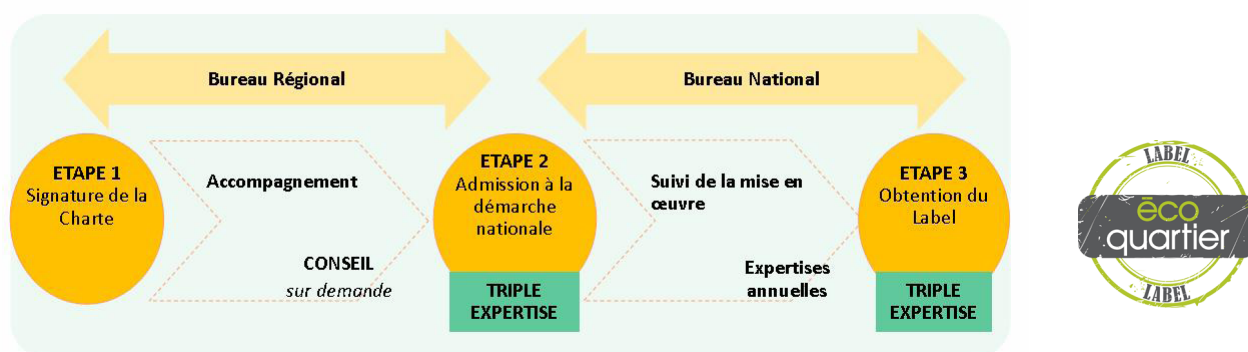 Bureau Régional
Bureau National
ETAPE 1
Signature de la
Charte
Accompagnement
CONSEIL
sur demande
ETAPE 2
Admission à la
démarche
nationale
TRIPLE
EXPERTISE
Suivi de la mise en
œuvre
Expertises
annuelles
ETAPE 3
Obtention du
Label
TRIPLE
EXPERTISE
LABEL
ēco
quartier
LABEL